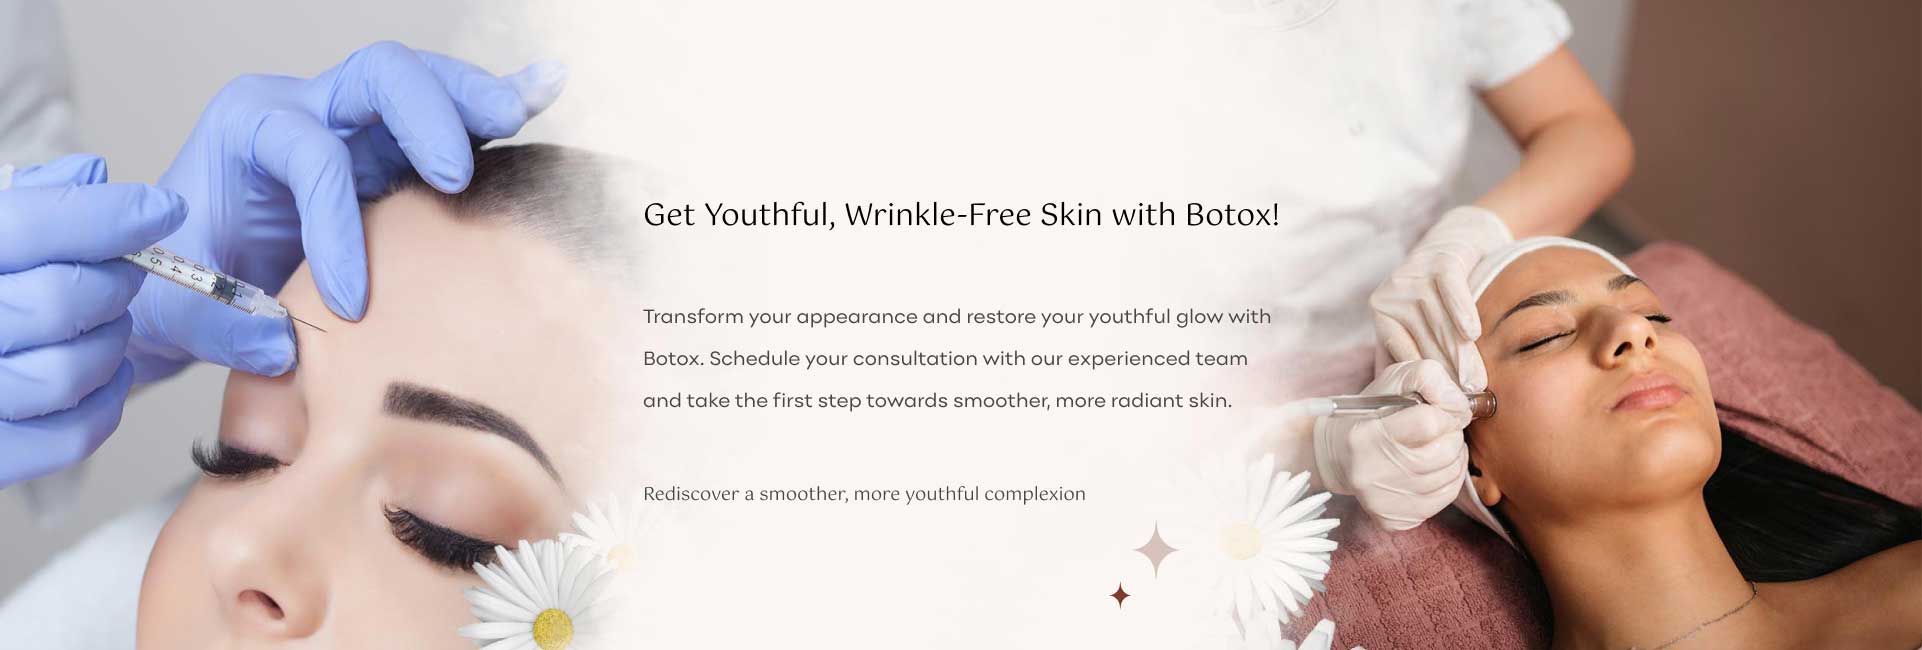 Get Youthful, Wrinkle-Free Skin with Botox!
Transform your appearance and restore your youthful glow with
Botox. Schedule your consultation with our experienced team
and take the first step towards smoother, more radiant skin.
Rediscover a smoother, more youthful complexion